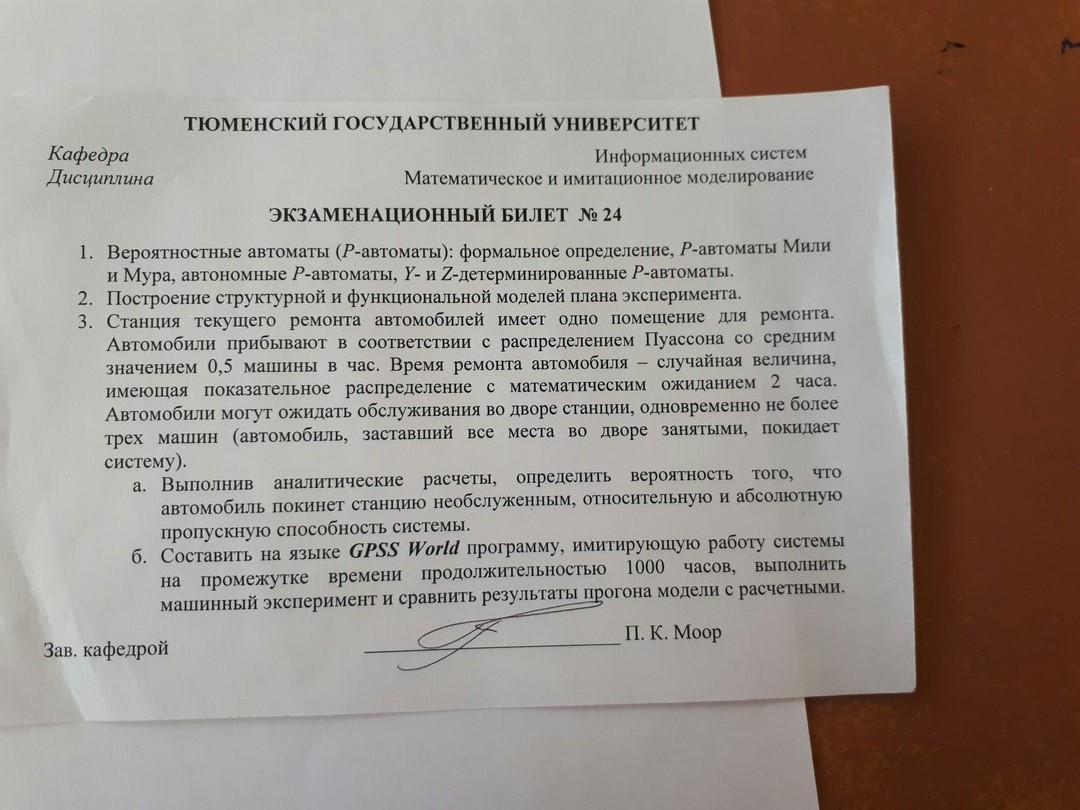 ТЮМЕНСКИЙ ГОСУДАРСТВЕННЫЙ УНИВЕРСИТЕТ
Кафедра Информационных систем
Дисциплина Математическое и имитационное моделирование
ЭКЗАМЕНАЦИОННЫЙ БИЛЕТ № 24
1. Вероятностные автоматы (P-автоматы): формальное определение, P-автоматы Мили
и Мура, автономные P-автоматы, Y- и Z-детерминированные P-автоматы.
2. Построение структурной и функциональной моделей плана эксперимента.
3. Станция текущего ремонта автомобилей имеет одно помещение для ремонта.
Автомобили прибывают в соответствии с распределением Пуассона со средним
значением 0,5 машины в час. Время ремонта автомобиля – случайная величина,
имеющая показательное распределение с математическим ожиданием 2 часа.
Автомобили могут ожидать обслуживания во дворе станции, одновременно не более
трех машин (автомобиль, заставший все места во дворе занятыми, покидает
систему).
а. Выполнив аналитические расчеты, определить вероятность того, что
автомобиль покинет станцию необслуженным, относительную и абсолютную
пропускную способность системы.
б. Составить на языке GPSS World программу, имитирующую работу системы
на промежутке времени продолжительностью 1000 часов, выполнить
машинный эксперимент и сравнить результаты прогона модели с расчетными.
Зав. кафедрой П. К. Моор